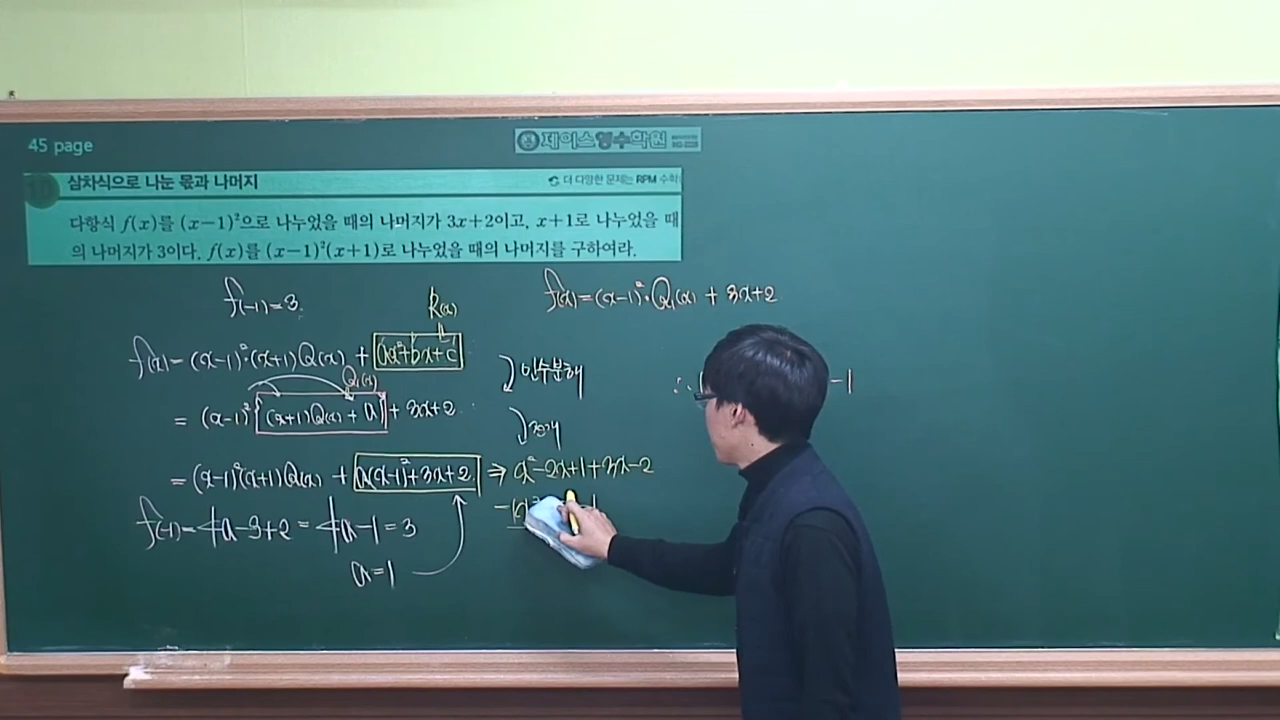 45 page
제이스영수학원
삼차식으로 나눈 몫과 나머지
더 다양한 문제는 RPM 수학
다항식 f(x)를 (x-1)²으로 나누었을 때의 나머지가 3x+2이고, x+1로 나누었을 때
의 나머지가 3이다. f(x)를 (x-1)²(x+1)로 나누었을 때의 나머지를 구하여라.
f(-1)=3.
R(x)
f(x)=(x-1)²·Q₁(x)+3x+2
f(x)=(x-1)²·(x+1)Q(x)+ax²+bx+c
인수분해
Q₁(x)
∴
-1
=(x-1)²{(x+1)Q(x)+a}+3x+2
전개
=(x-1)²(x+1)Q(x)+a(x-1)²+3x+2 ⇒ x²-2x+1+3x-2
f(-1)=4a-3+2=4a-1=3
a=1